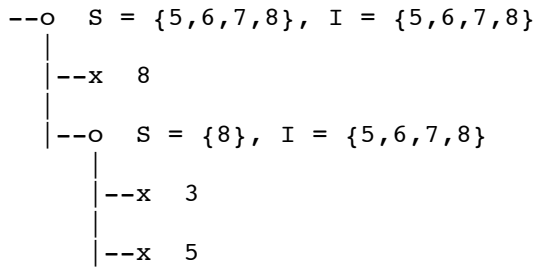 --o  S = {5,6,7,8}, I = {5,6,7,8}
  |
  |--x  8
  |
  |--o  S = {8}, I = {5,6,7,8}
     |
     |--x  3
     |
     |--x  5